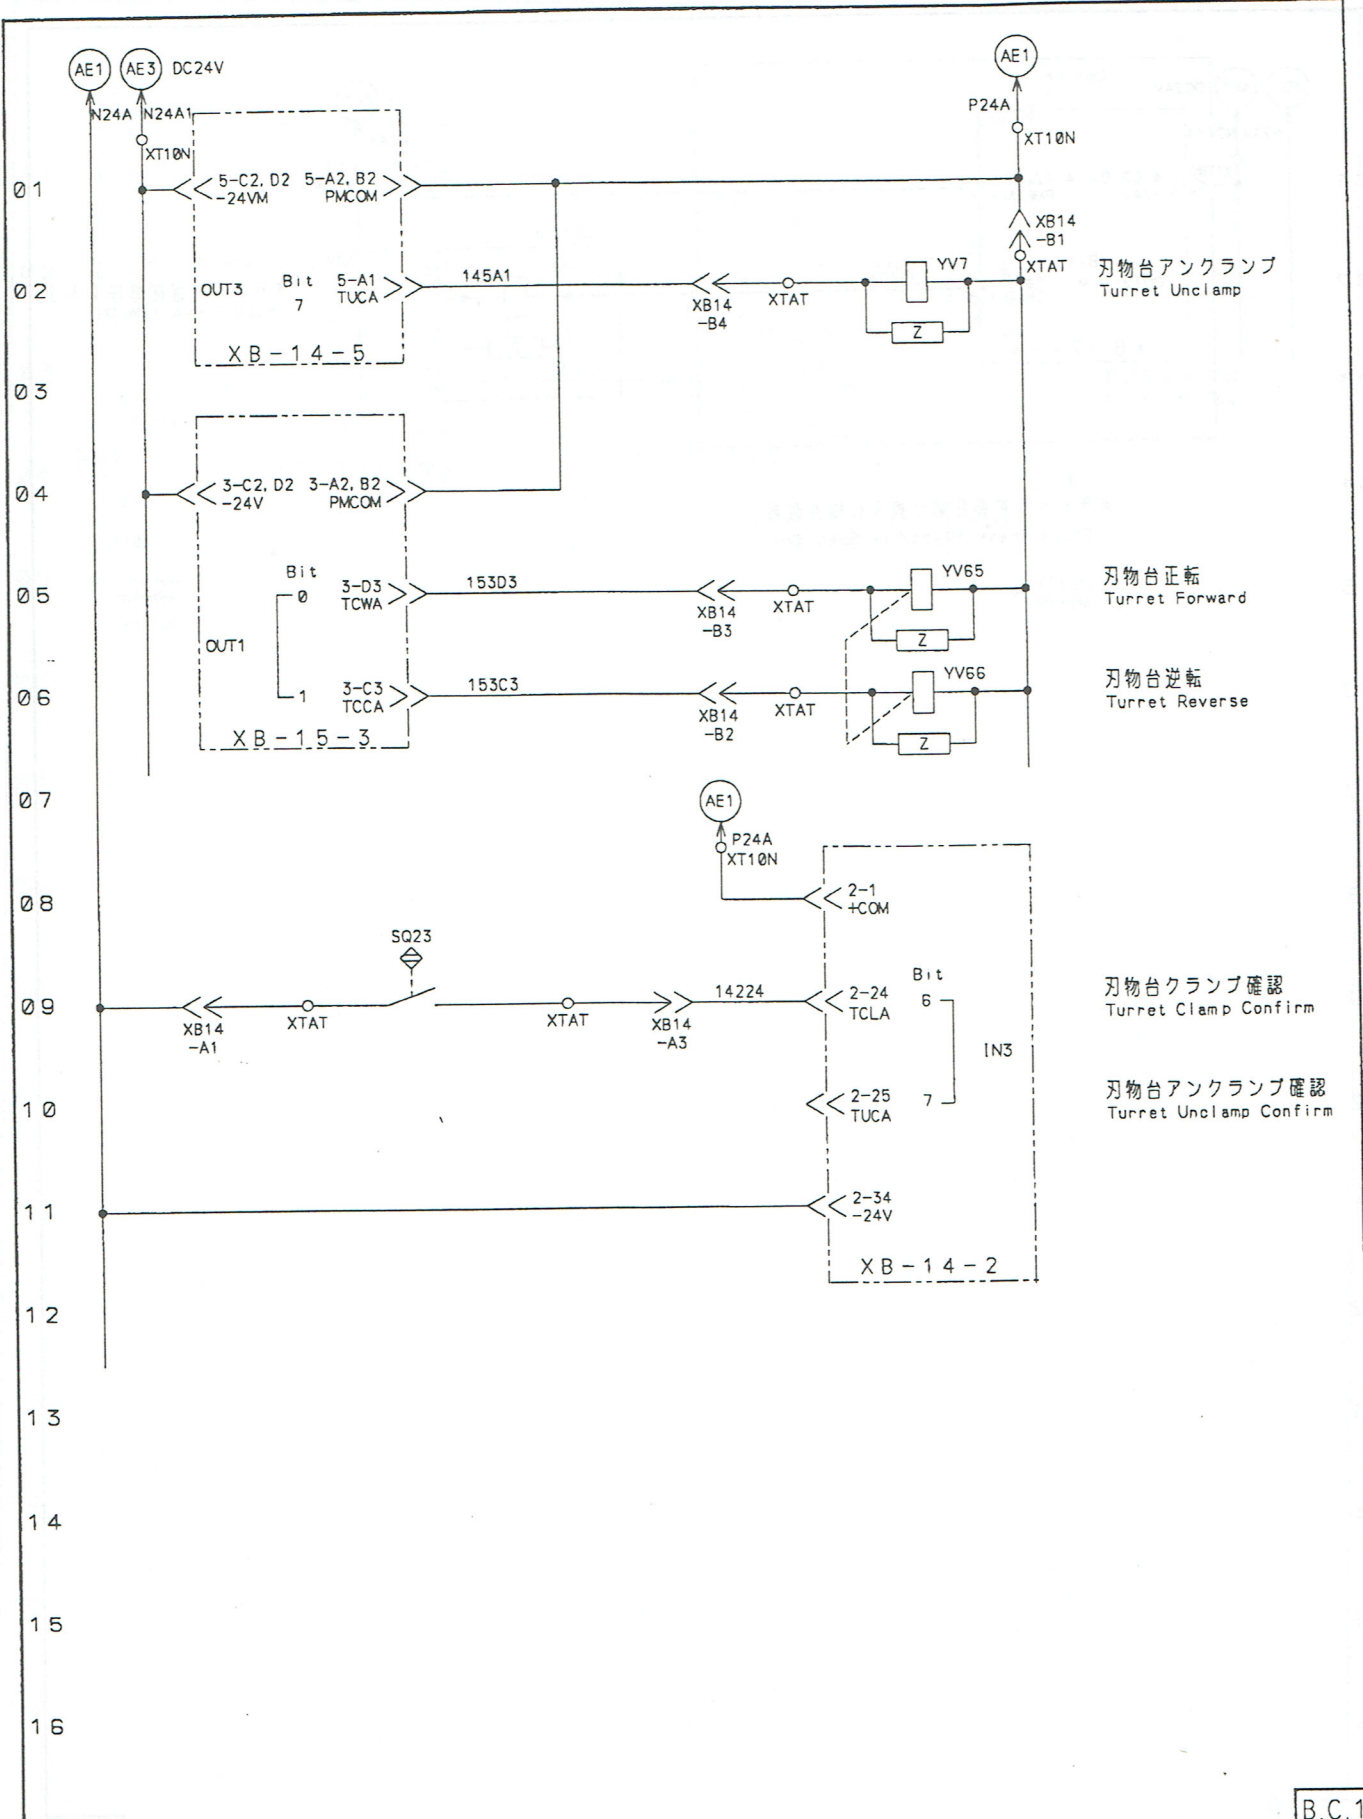 AE1 AE3 DC24V AE1
N24A N24A1 P24A
XT10N XT10N
01 5-C2, D2 5-A2, B2
-24VM PMCOM
XB14
-B1
XTAT
02 OUT3 Bit 5-A1 145A1 YV7 刃物台アンクランプ
7 TUCA XB14 XTAT Turret Unclamp
-B4
Z
XB-14-5
03
04 3-C2, D2 3-A2, B2
-24V PMCOM
Bit
05 0 3-D3 153D3 YV65 刃物台正転
TCWA XB14 XTAT Turret Forward
-B3
OUT1 Z
06 1 3-C3 153C3 YV66 刃物台逆転
TCCA XB14 XTAT Turret Reverse
-B2
XB-15-3 Z
07 AE1
P24A
XT10N
08 2-1
+COM
SQ23
Bit
09 14224 2-24 6 刃物台クランプ確認
XB14 XTAT XTAT XB14 TCLA Turret Clamp Confirm
-A1 -A3
IN3
10 2-25 7 刃物台アンクランプ確認
TUCA Turret Unclamp Confirm
11 2-34
-24V
XB-14-2
12
13
14
15
16
B.C.1